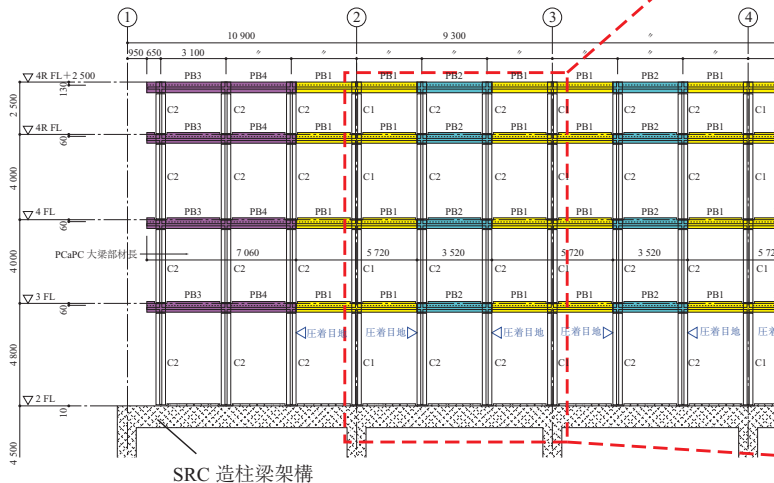 ① ② ③ ④
10 900 9 300
950 650 3 100 〃 〃 〃 〃 〃 〃 〃 〃
4R FL＋2 500 PB3 PB4 PB1 PB1 PB2 PB1 PB1 PB2 PB1
130
2 500 C2 C2 C1 C2 C2 C1 C2 C2 C1
4R FL PB3 PB4 PB1 PB1 PB2 PB1 PB1 PB2 PB1
60
4 000 C2 C2 C1 C2 C2 C1 C2 C2 C1
4 FL PB3 PB4 PB1 PB1 PB2 PB1 PB1 PB2 PB1
60
PCaPC 大梁部材長 7 060 5 720 3 520 5 720 3 520 5 72
4 000 C2 C2 C2 C1 C2 C2 C1 C2 C2 C1
3 FL PB3 PB4 PB1 PB1 PB2 PB1 PB1 PB2 PB1
60
圧着目地 圧着目地 圧着目地 圧着目地 圧着目地 圧着
4 800 C2 C2 C1 C2 C2 C1 C2 C2 C1
2 FL
10
4 500
SRC 造柱梁架構